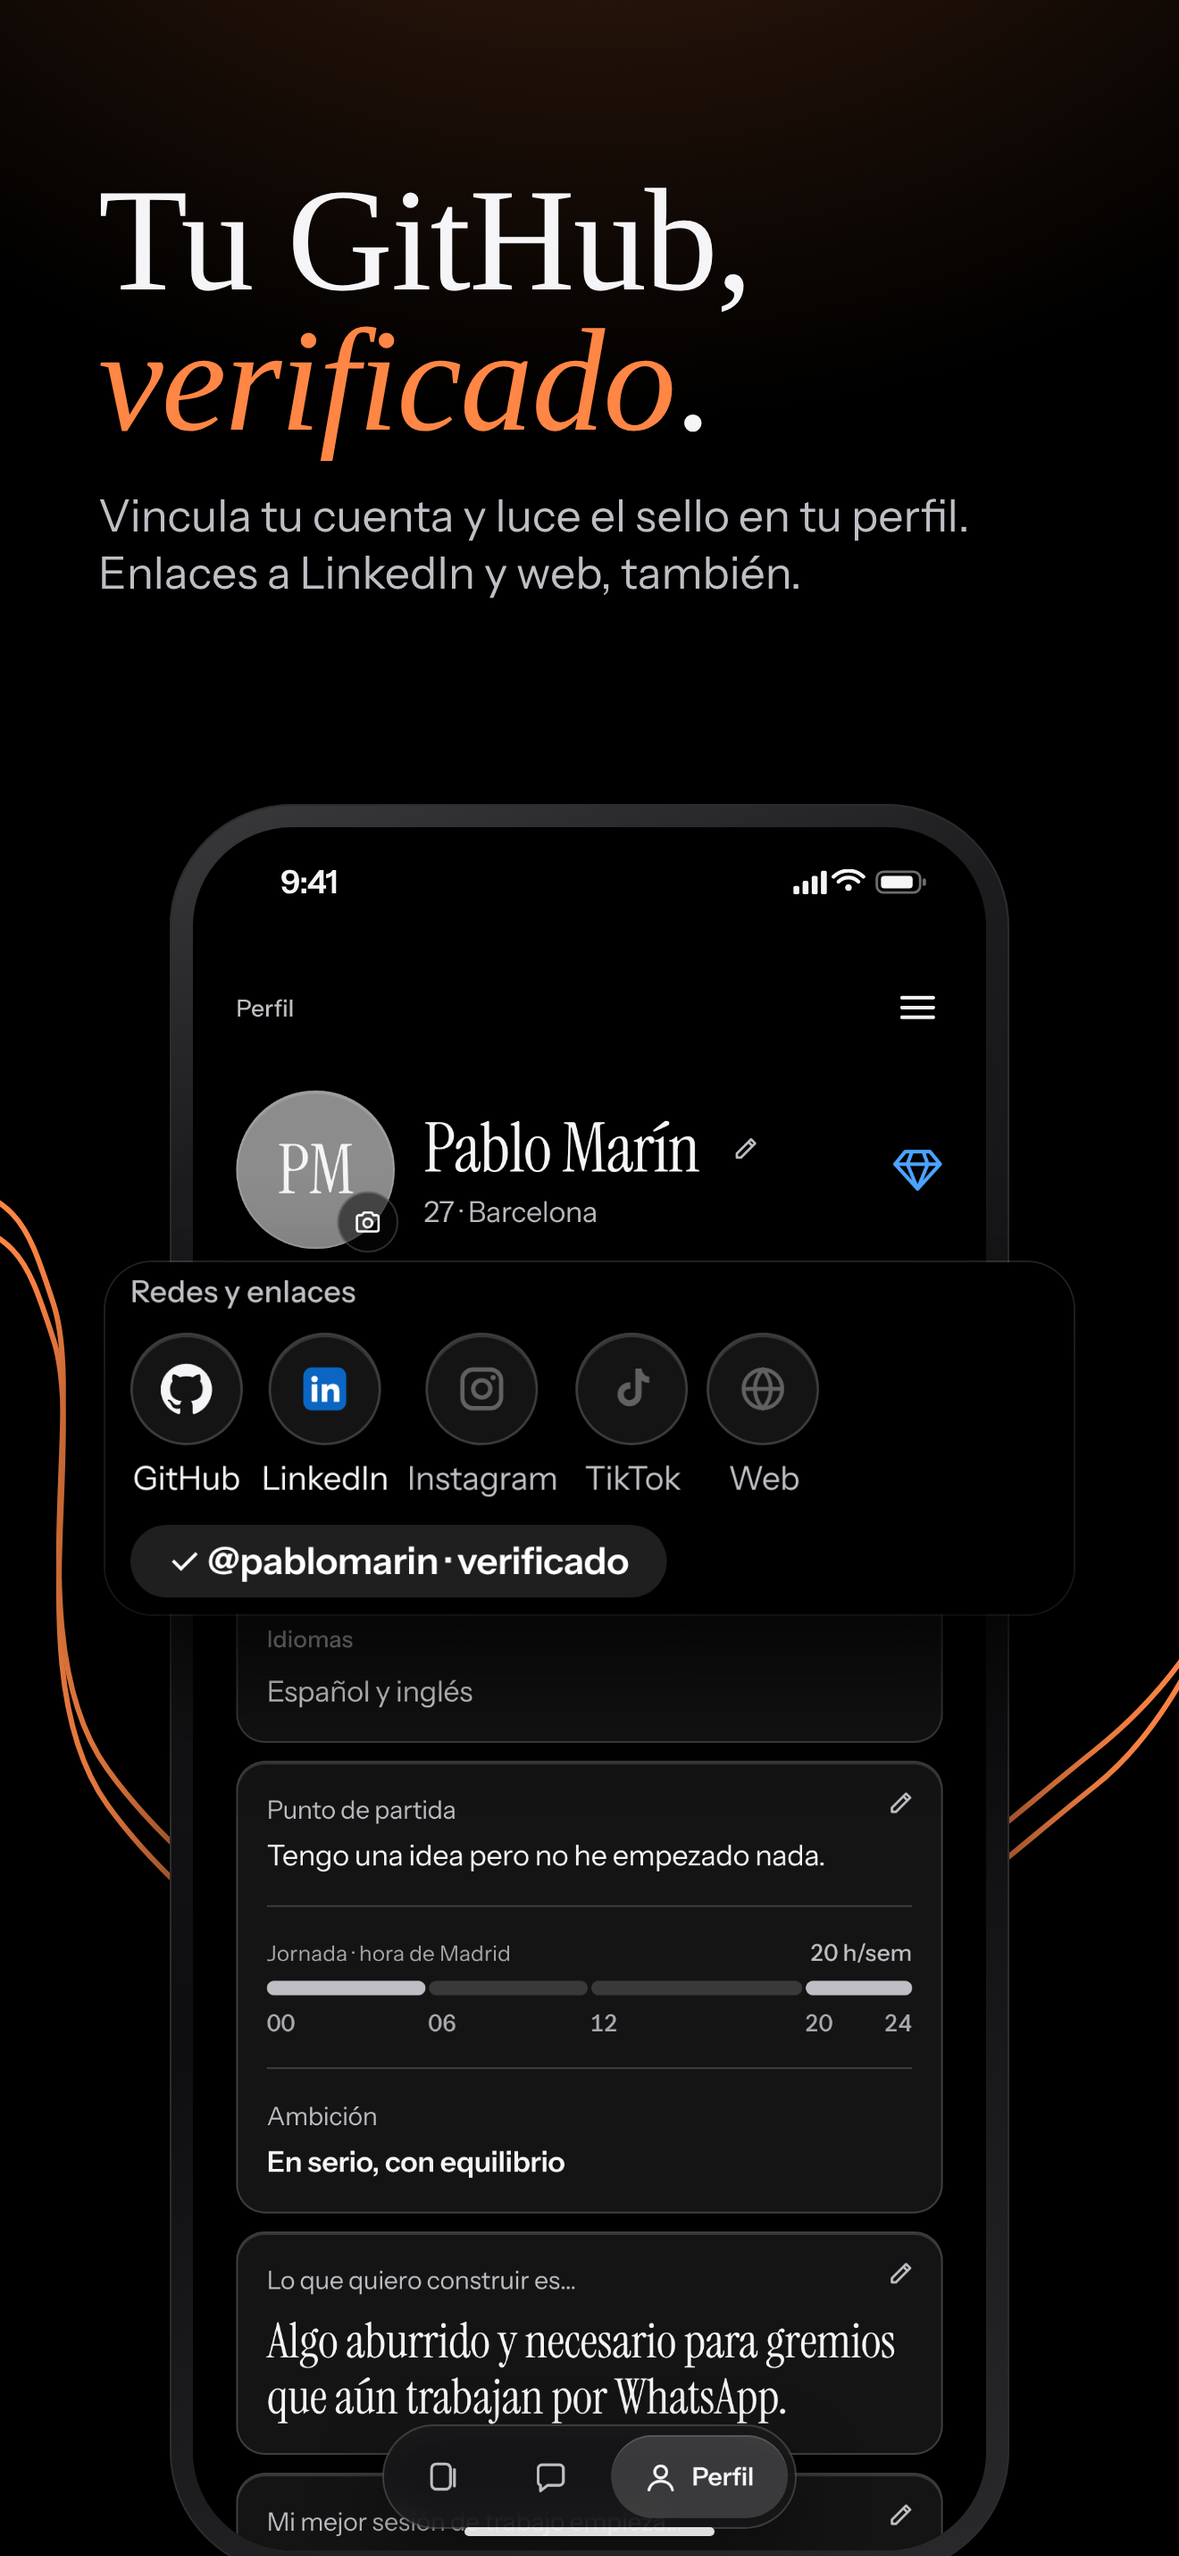 Tu GitHub,
verificado.
Vincula tu cuenta y luce el sello en tu perfil.
Enlaces a LinkedIn y web, también.
9:41
Perfil
PM
Pablo Marín
27 · Barcelona
Redes y enlaces
in
GitHub LinkedIn Instagram TikTok Web
@pablomarin · verificado
Idiomas
Español y inglés
Punto de partida
Tengo una idea pero no he empezado nada.
Jornada · hora de Madrid 20 h/sem
00 06 12 20 24
Ambición
En serio, con equilibrio
Lo que quiero construir es...
Algo aburrido y necesario para gremios
que aún trabajan por WhatsApp.
Perfil
Mi mejor sesión de trabajo empieza...